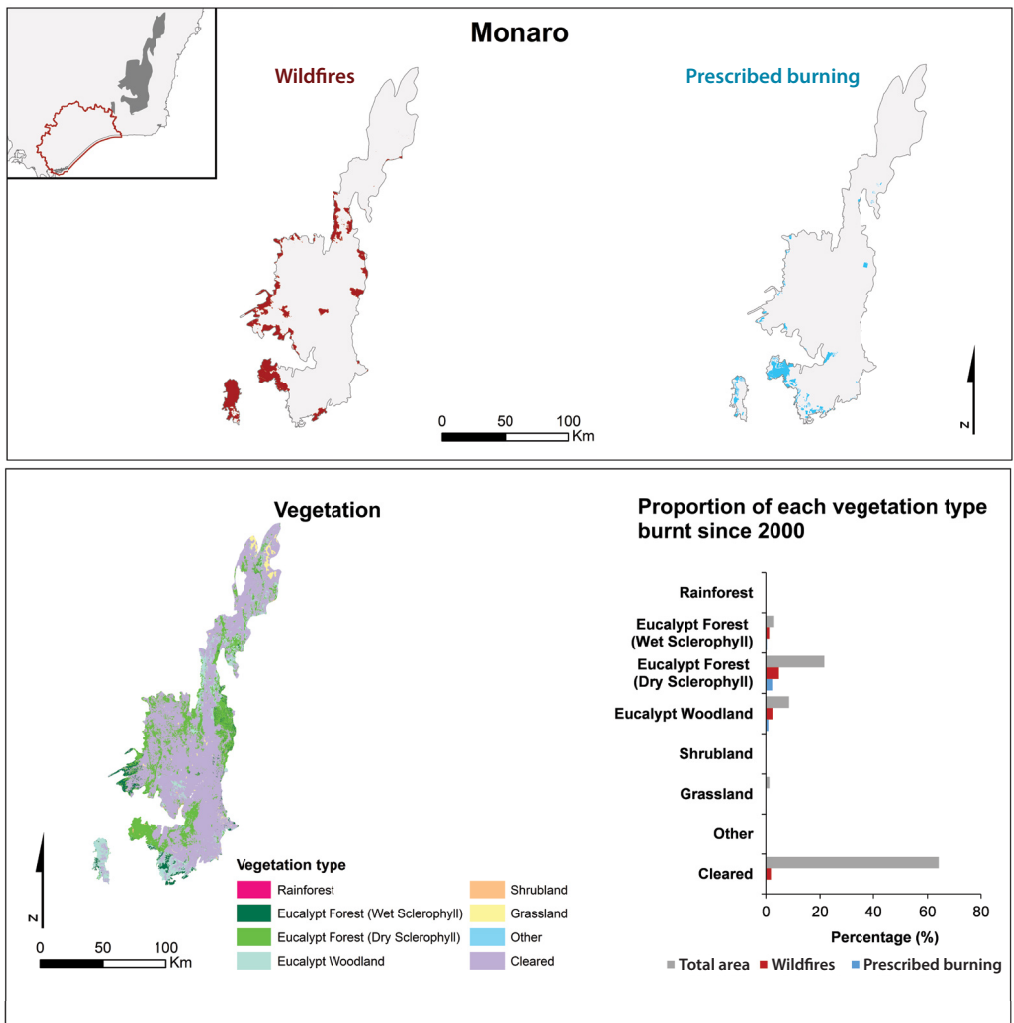 Monaro
Wildfires
Prescribed burning
0 50 100
Km
N
Vegetation
Proportion of each vegetation type
burnt since 2000
Rainforest
Eucalypt Forest
(Wet Sclerophyll)
Eucalypt Forest
(Dry Sclerophyll)
Eucalypt Woodland
Shrubland
Grassland
Other
Cleared
0 20 40 60 80
Percentage (%)
Total area Wildfires Prescribed burning
N
0 50 100
Km
Vegetation type
Rainforest
Eucalypt Forest (Wet Sclerophyll)
Eucalypt Forest (Dry Sclerophyll)
Eucalypt Woodland
Shrubland
Grassland
Other
Cleared